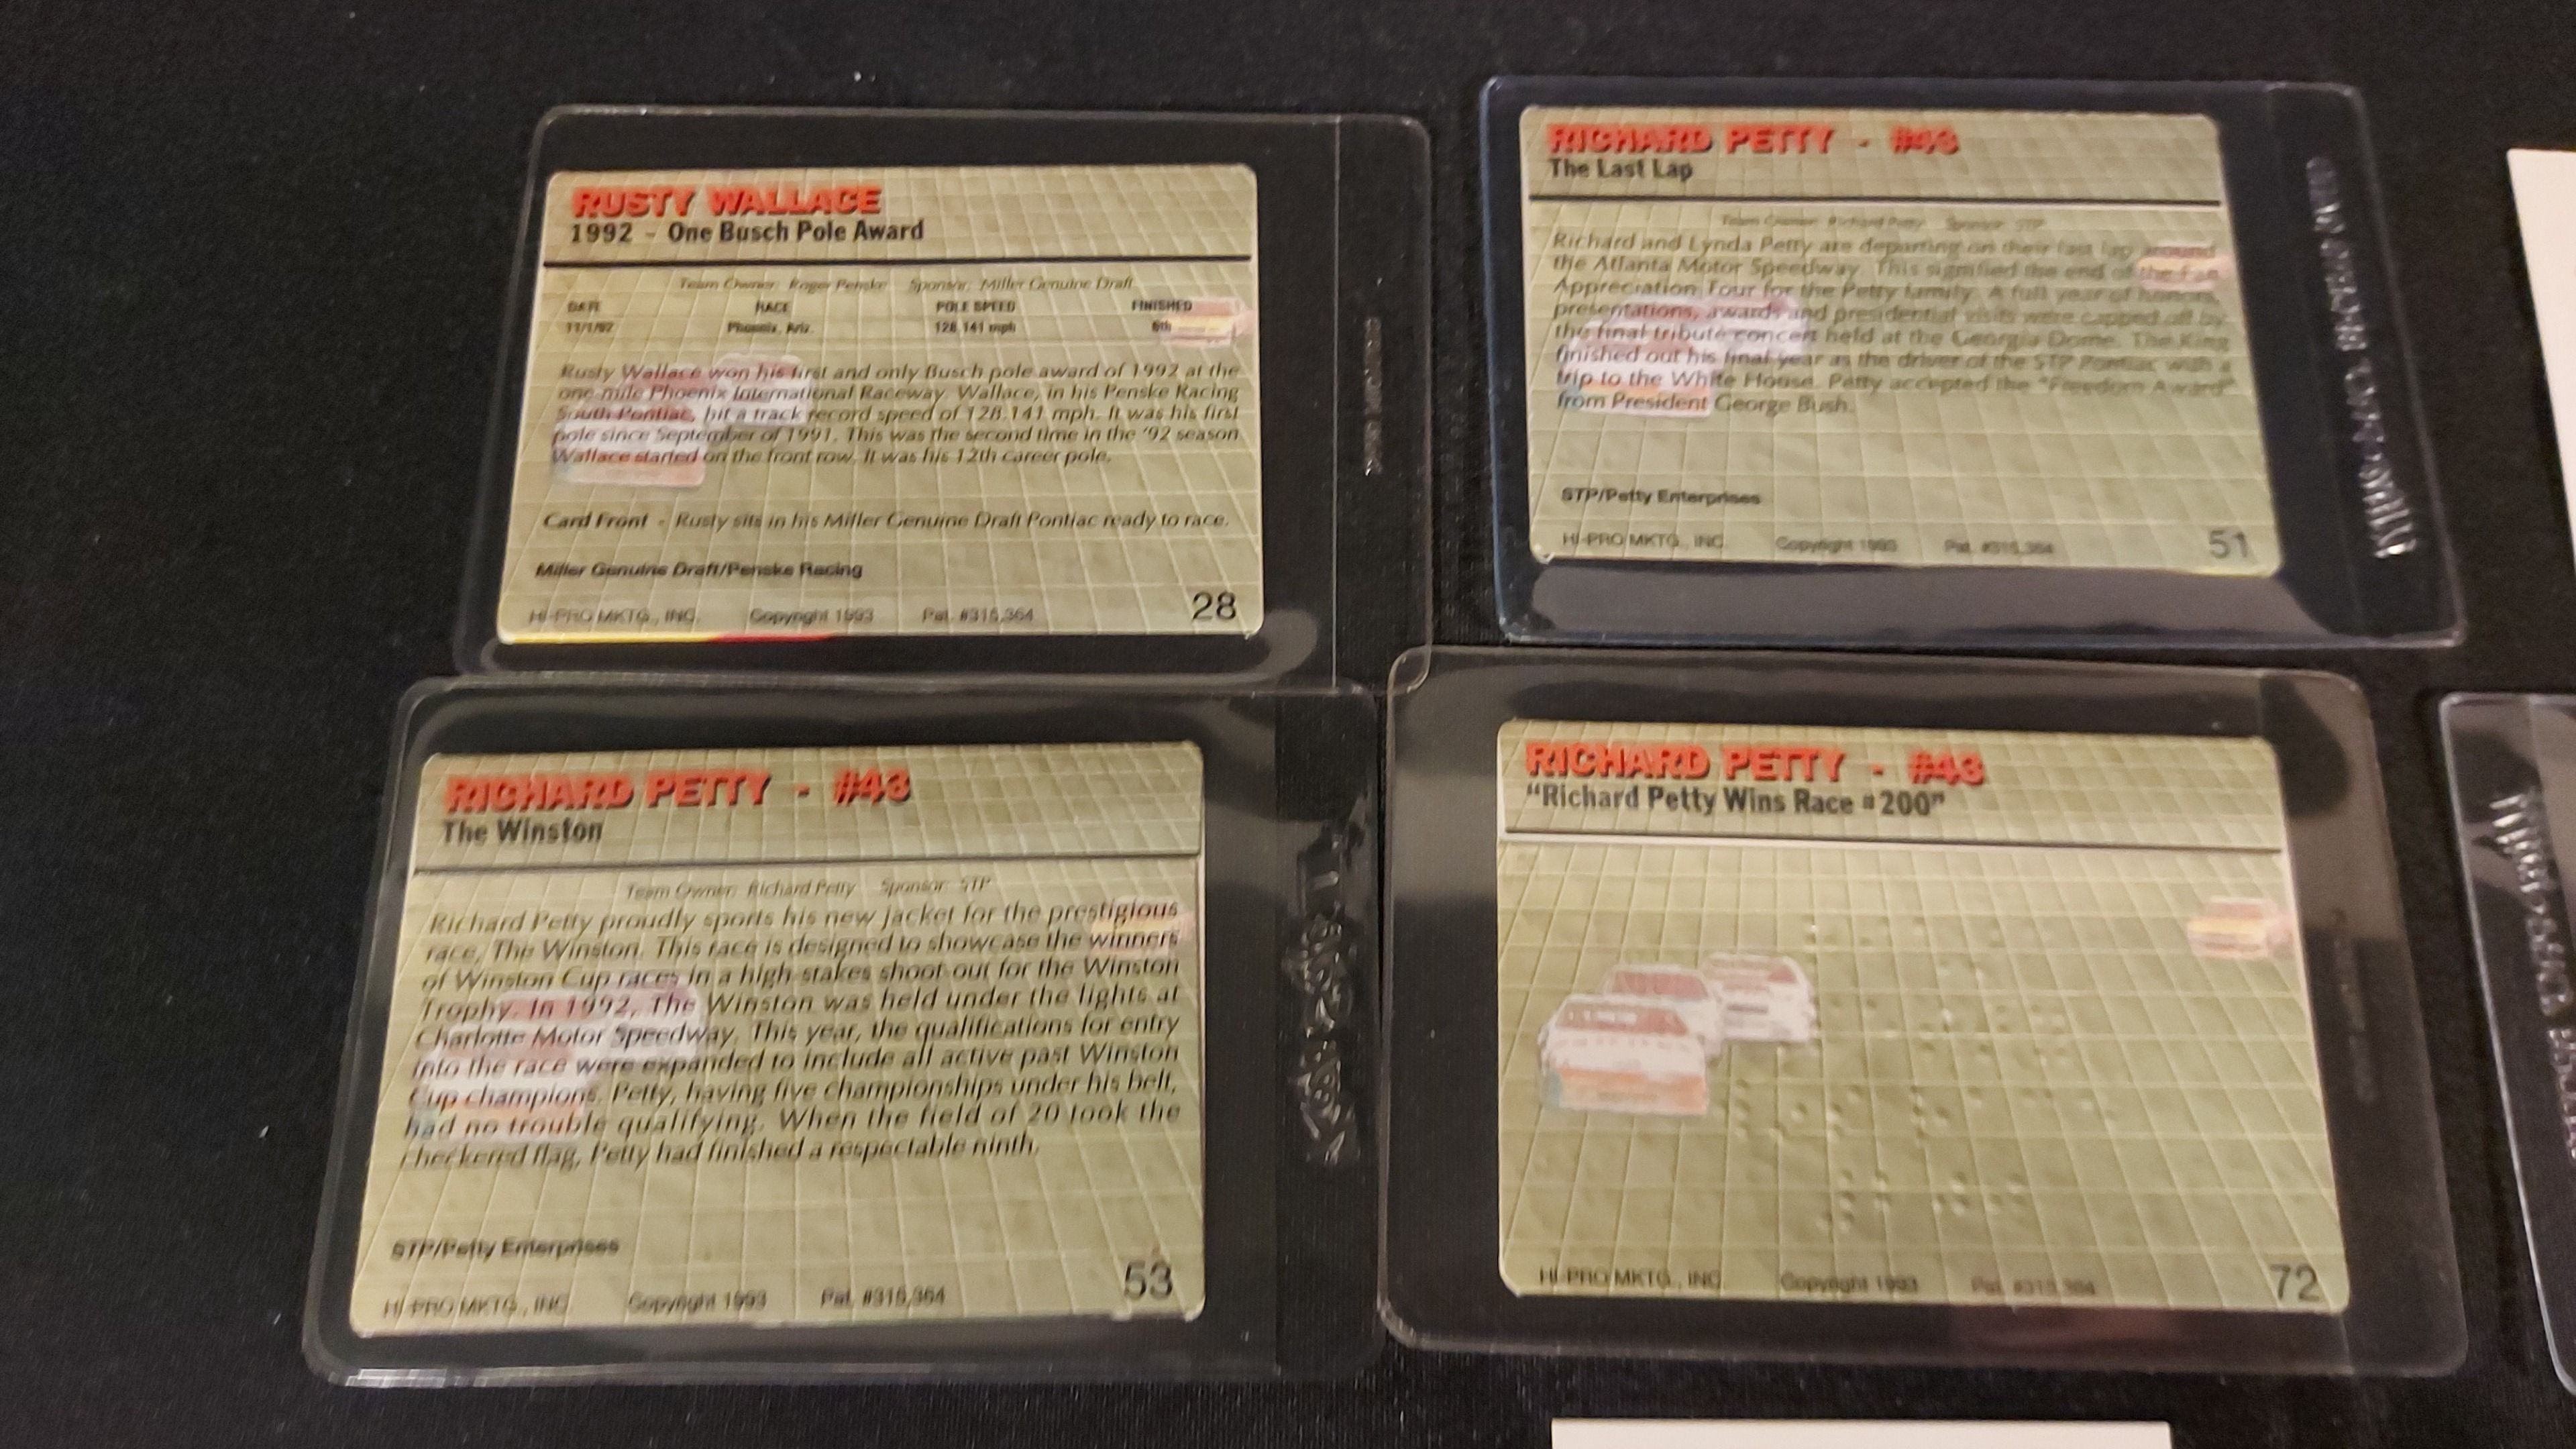 RUSTY WALLACE
1992 - One Busch Pole Award
Team Owner: Roger Penske Sponsor: Miller Genuine Draft
DATE RACE POLE SPEED FINISHED
11/1/92 Phoenix, Ariz. 128.141 mph 6th
Rusty Wallace won his first and only Busch pole award of 1992 at the
one-mile Phoenix International Raceway. Wallace, in his Penske Racing
South Pontiac, hit a track record speed of 128.141 mph. It was his first
pole since September of 1991. This was the second time in the '92 season
Wallace started on the front row. It was his 12th career pole.
Card Front - Rusty sits in his Miller Genuine Draft Pontiac ready to race.
Miller Genuine Draft/Penske Racing
HI-PRO MKTG., INC. Copyright 1993 Pat. #315,364
28
RICHARD PETTY - #43
The Last Lap
Team Owner: Richard Petty Sponsor: STP
Richard and Lynda Petty are departing on their last lap around
the Atlanta Motor Speedway. This signified the end of the Fan
Appreciation Tour for the Petty family. A full year of honors,
presentations, awards and presidential visits were capped off by
the final tribute concert held at the Georgia Dome. The King
finished out his final year as the driver of the STP Pontiac with a
trip to the White House. Petty accepted the "Freedom Award"
from President George Bush.
STP/Petty Enterprises
HI-PRO MKTG., INC. Copyright 1993 Pat. #315,364
51
RICHARD PETTY - #43
The Winston
Team Owner: Richard Petty Sponsor: STP
Richard Petty proudly sports his new jacket for the prestigious
race, The Winston. This race is designed to showcase the winners
of Winston Cup races in a high-stakes shoot-out for the Winston
Trophy. In 1992, The Winston was held under the lights at
Charlotte Motor Speedway. This year, the qualifications for entry
into the race were expanded to include all active past Winston
Cup champions. Petty, having five championships under his belt,
had no trouble qualifying. When the field of 20 took the
checkered flag, Petty had finished a respectable ninth.
STP/Petty Enterprises
HI-PRO MKTG., INC. Copyright 1993 Pat. #315,364
53
RICHARD PETTY - #43
"Richard Petty Wins Race #200"
HI-PRO MKTG., INC. Copyright 1993 Pat. #315,364
72